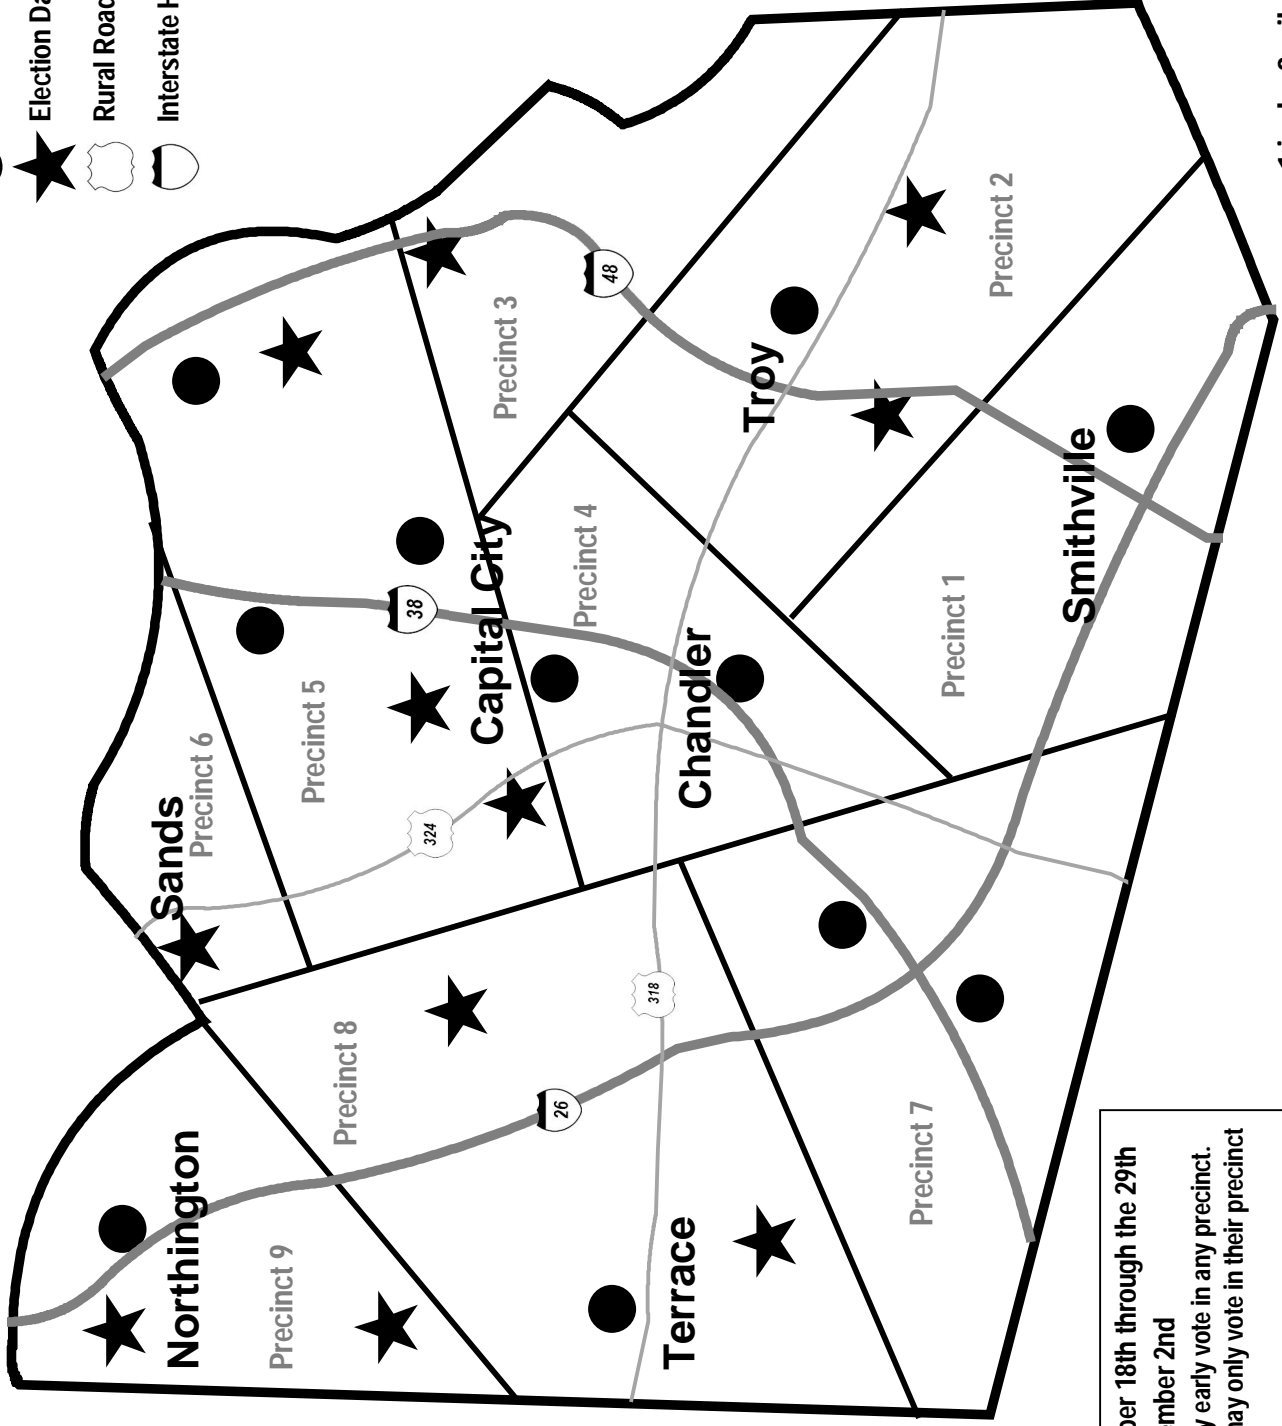 Election Da
Rural Road
Interstate H
Northington
Sands
Precinct 6
Precinct 9
Precinct 5
Precinct 8
38
324
Capital City
Precinct 3
26
Precinct 4
48
318
Terrace
Chandler
Troy
Precinct 7
Precinct 1
Precinct 2
Smithville
ber 18th through the 29th
mber 2nd
y early vote in any precinct.
may only vote in their precinct